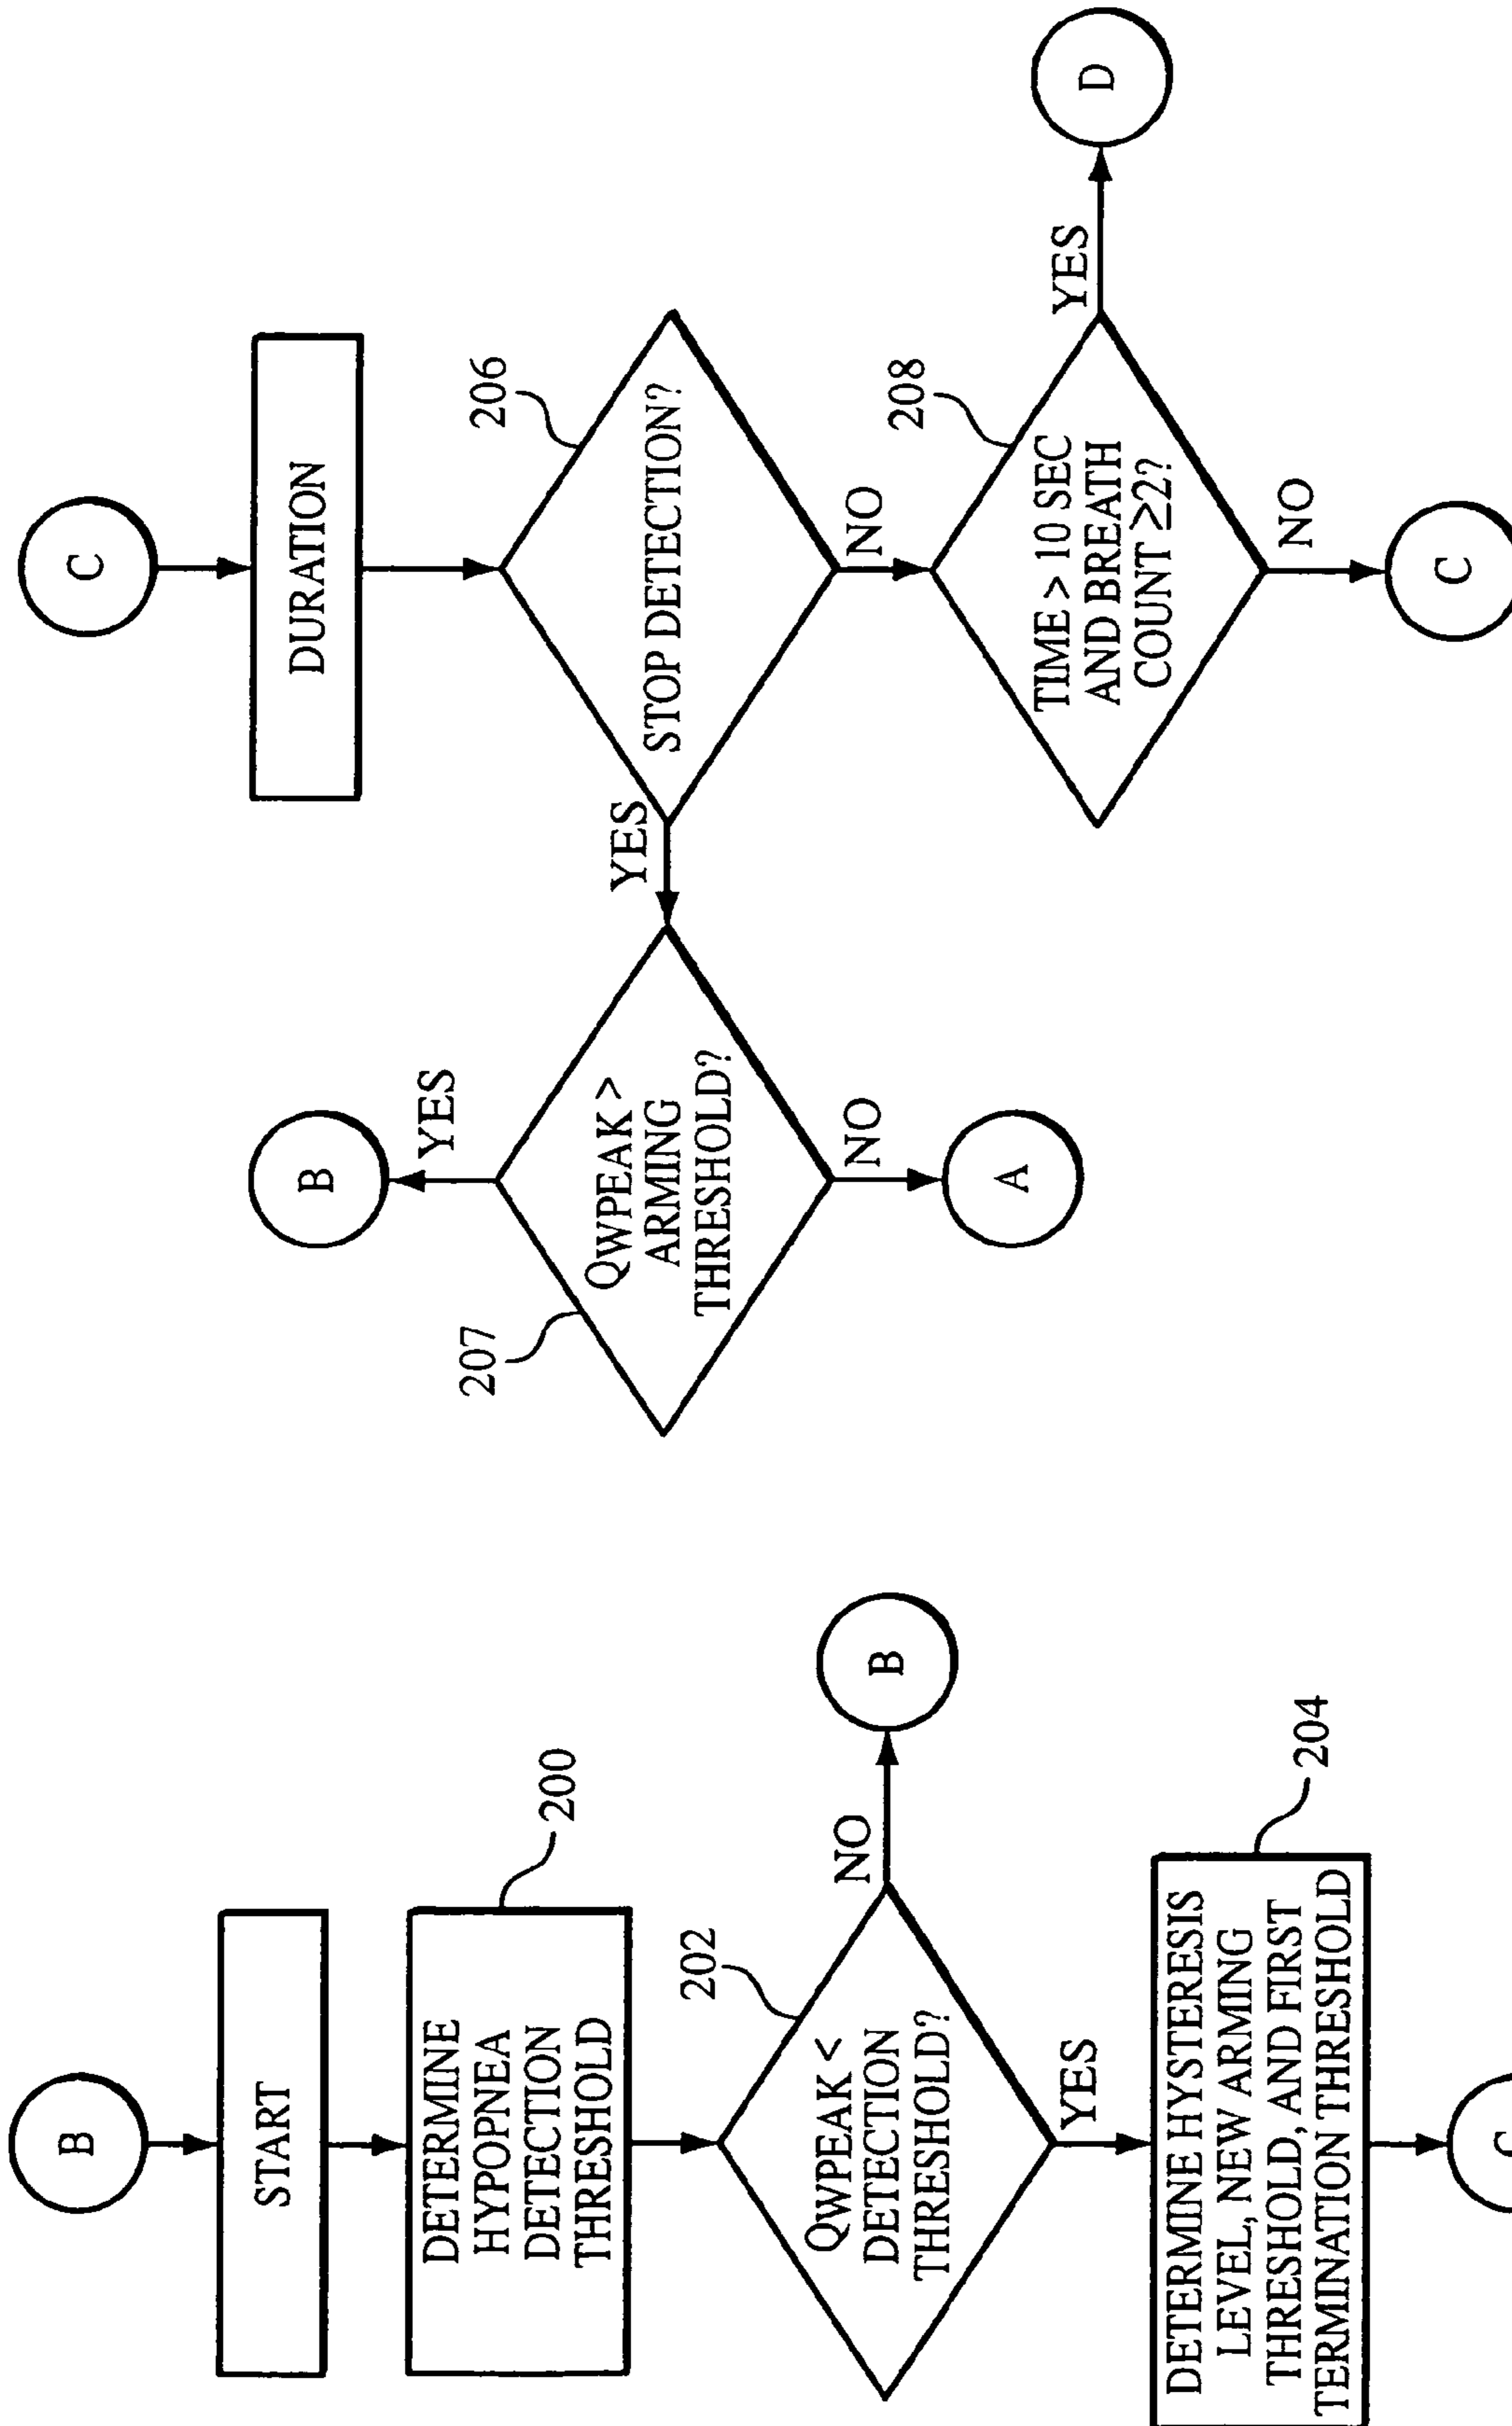 B
START
DETERMINE
HYPOPNEA
DETECTION
THRESHOLD
200
QWPEAK <
DETECTION
THRESHOLD?
202
NO
B
YES
DETERMINE HYSTERESIS
LEVEL, NEW ARMING
THRESHOLD, AND FIRST
TERMINATION THRESHOLD
204
C
C
DURATION
STOP DETECTION?
206
YES
QWPEAK >
ARMING
THRESHOLD?
207
YES
B
NO
A
NO
TIME > 10 SEC
AND BREATH
COUNT ≥2?
208
YES
D
NO
C